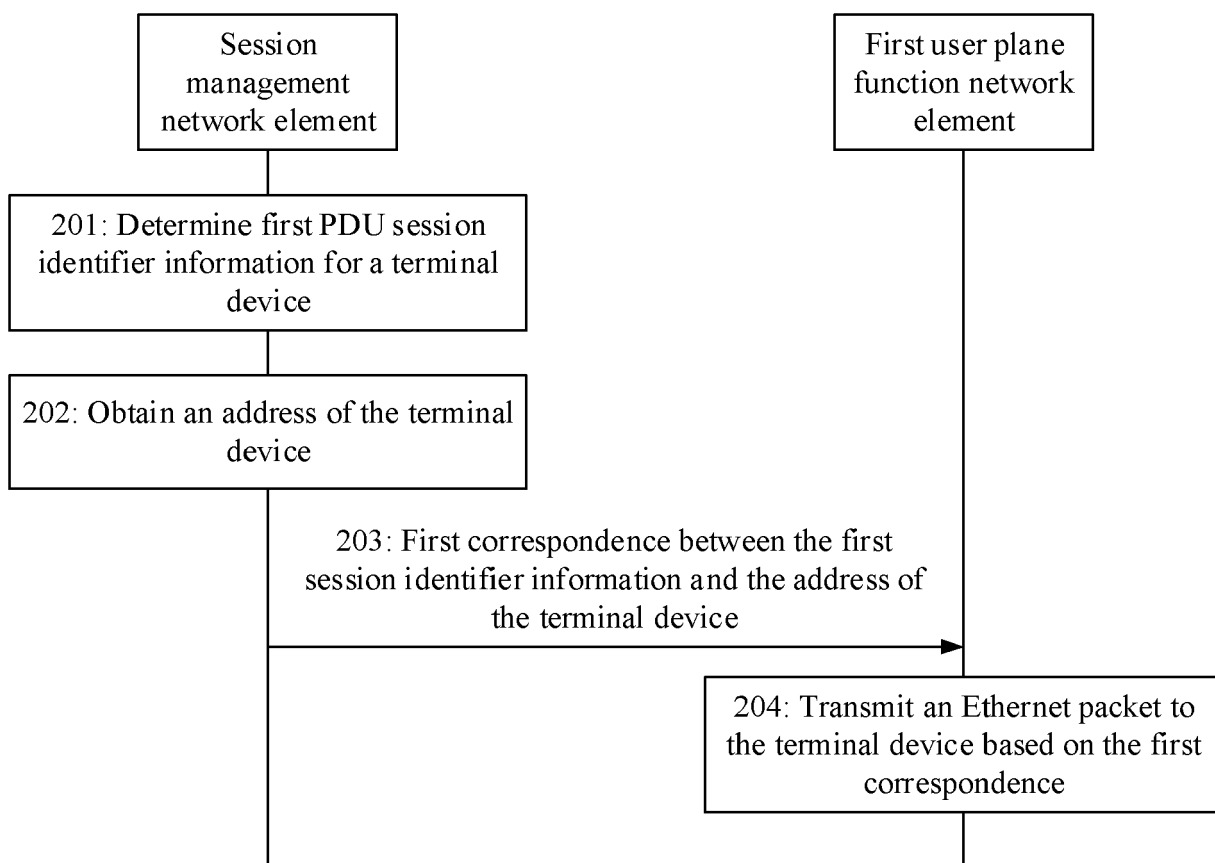 Session
management
network element
First user plane
function network
element
201: Determine first PDU session
identifier information for a terminal
device
202: Obtain an address of the terminal
device
203: First correspondence between the first
session identifier information and the address of
the terminal device
204: Transmit an Ethernet packet to
the terminal device based on the first
correspondence